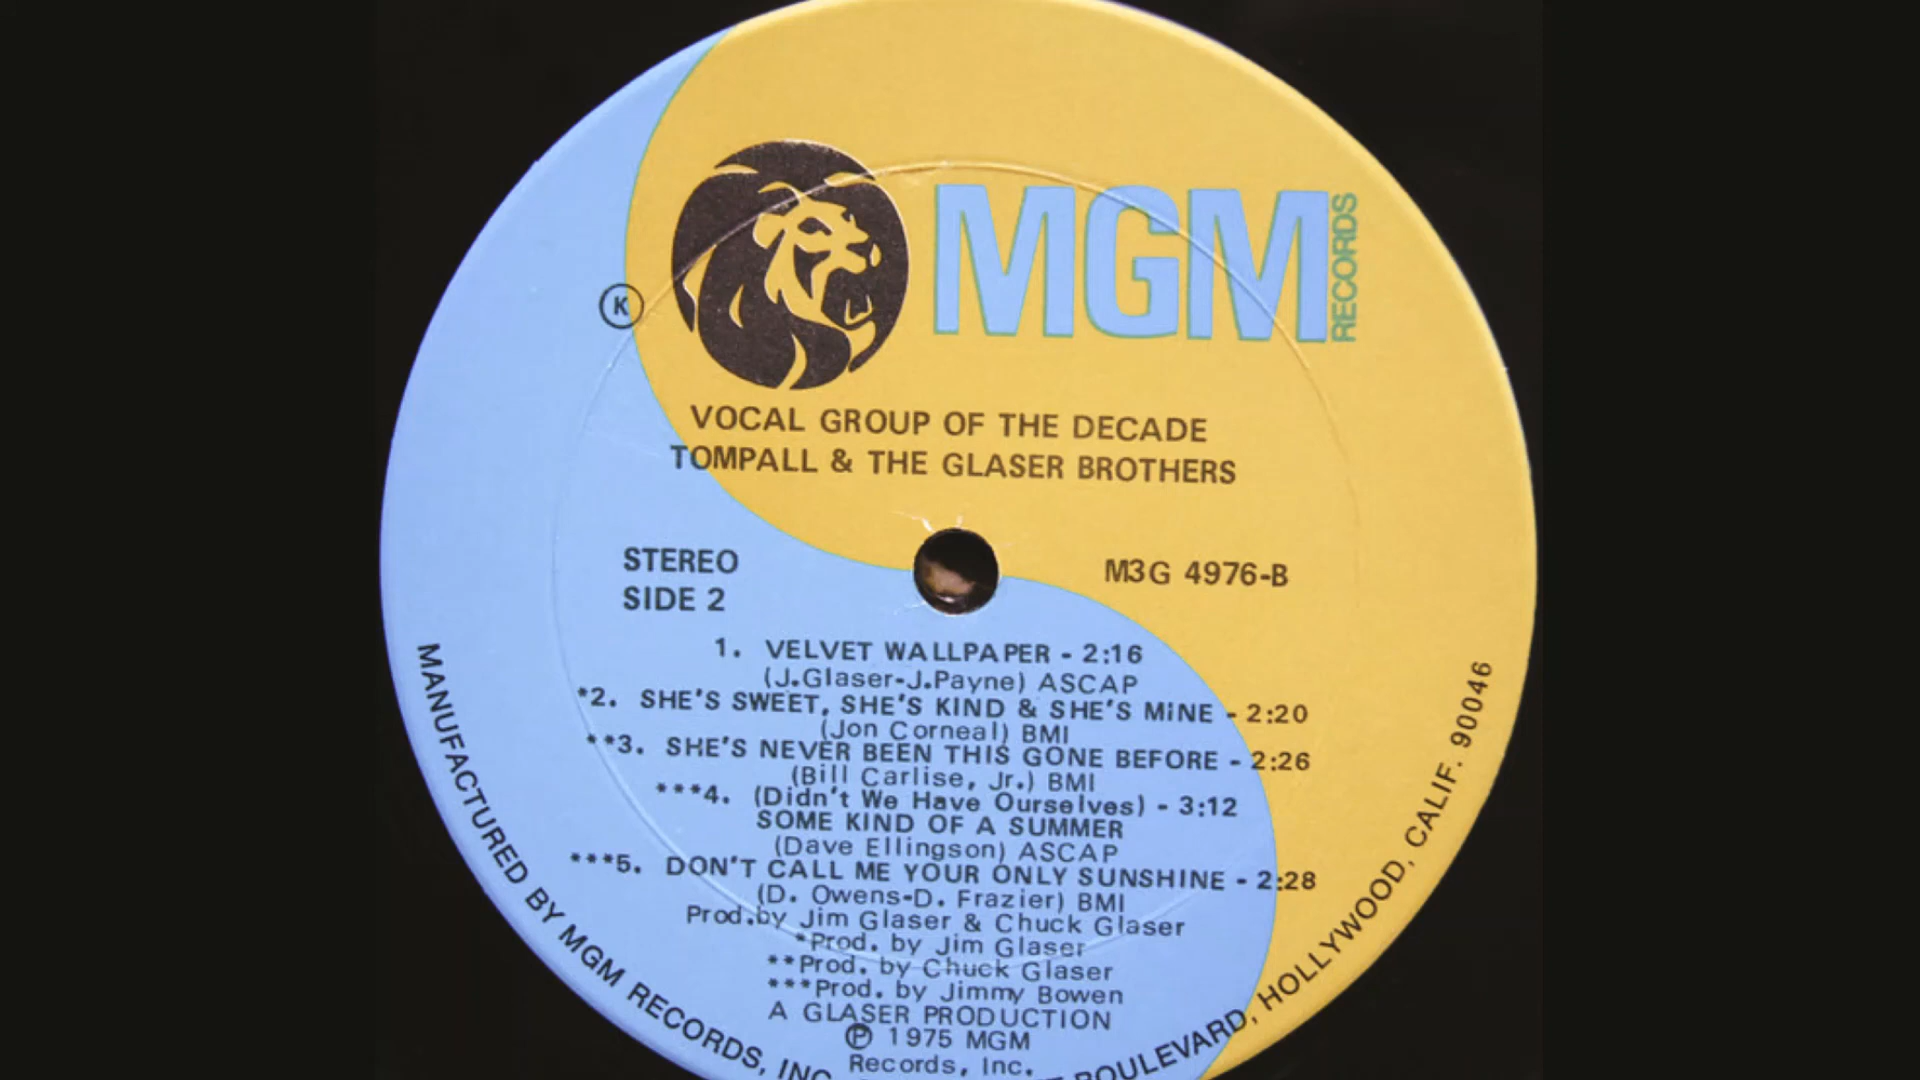 MGM
RECORDS
K
VOCAL GROUP OF THE DECADE
TOMPALL & THE GLASER BROTHERS
STEREO
SIDE 2
M3G 4976-B
1. VELVET WALLPAPER - 2:16
(J.Glaser-J.Payne) ASCAP
*2. SHE'S SWEET, SHE'S KIND & SHE'S MINE - 2:20
(Jon Corneal) BMI
**3. SHE'S NEVER BEEN THIS GONE BEFORE - 2:26
(Bill Carlise, Jr.) BMI
***4. (Didn't We Have Ourselves) - 3:12
SOME KIND OF A SUMMER
(Dave Ellingson) ASCAP
***5. DON'T CALL ME YOUR ONLY SUNSHINE - 2:28
(D. Owens-D. Frazier) BMI
Prod.by Jim Glaser & Chuck Glaser
*Prod. by Jim Glaser
**Prod. by Chuck Glaser
***Prod. by Jimmy Bowen
A GLASER PRODUCTION
Ⓟ 1975 MGM
Records, Inc.
MANUFACTURED BY MGM RECORDS, INC. BOULEVARD, HOLLYWOOD, CALIF. 90046